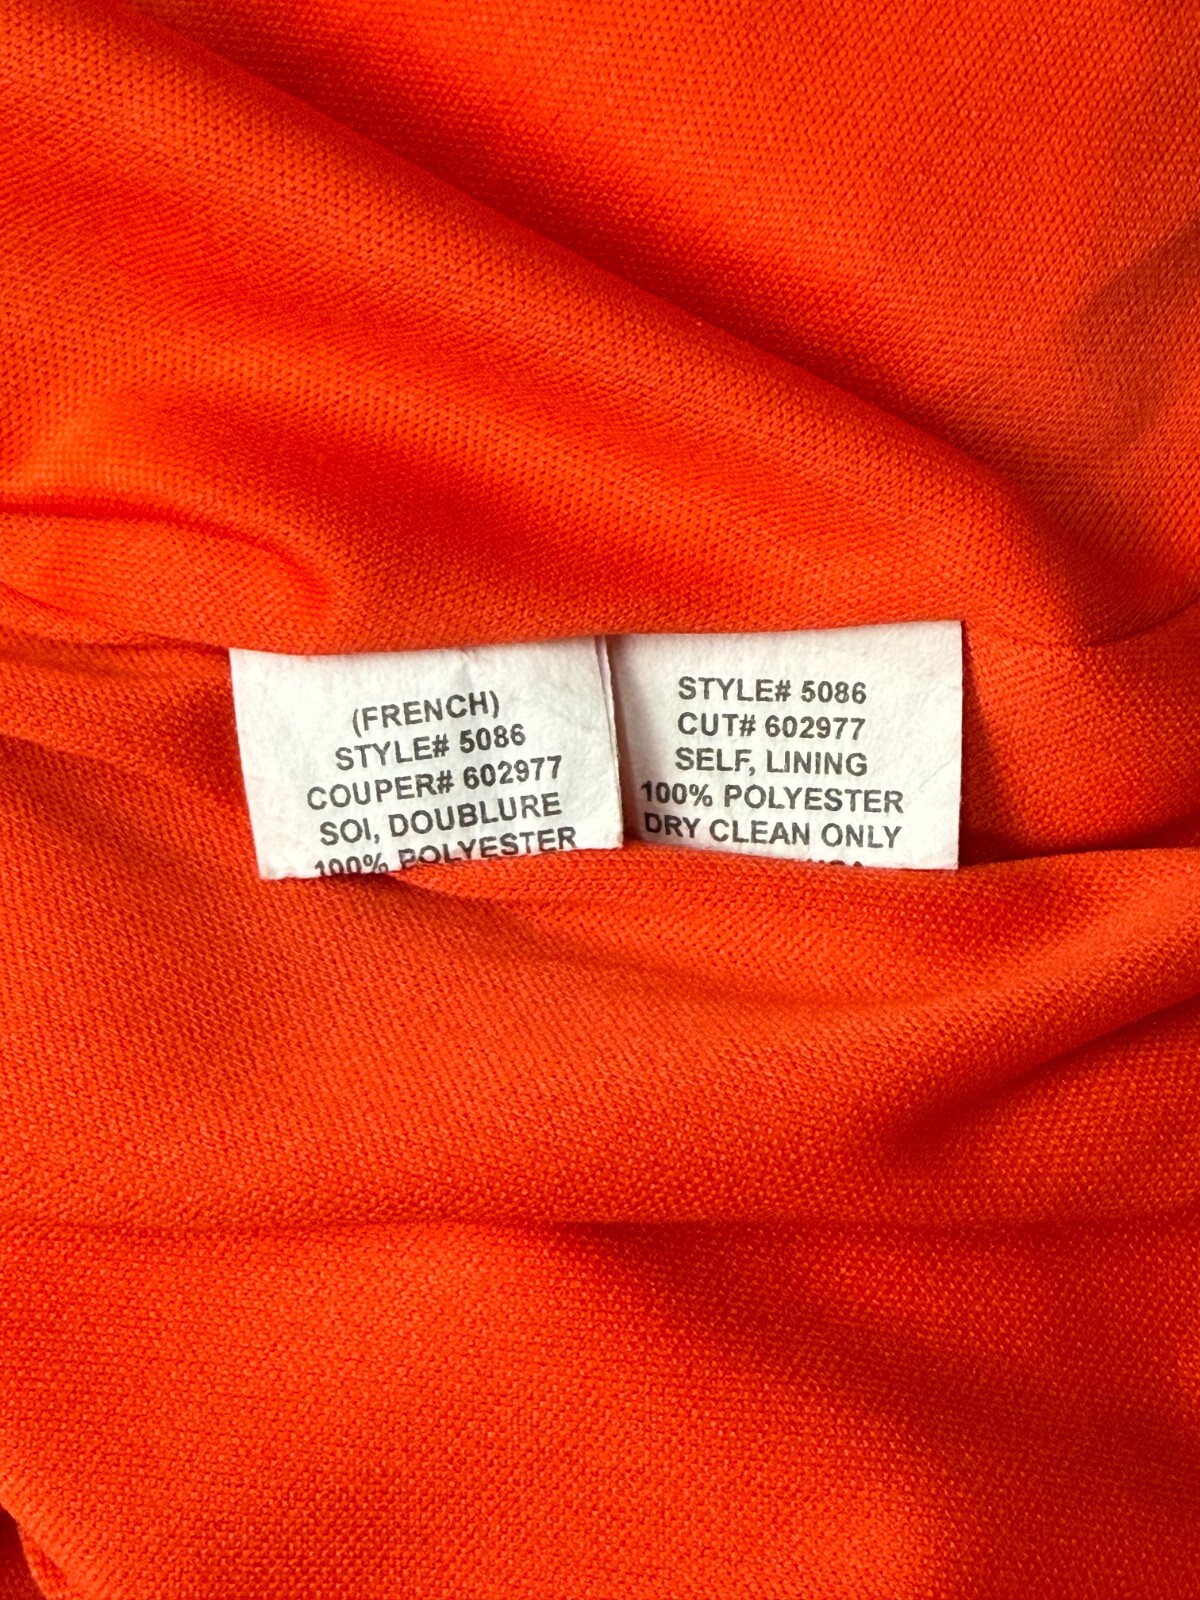 (FRENCH)
STYLE# 5086
COUPER# 602977
SOI, DOUBLURE
100% POLYESTER
STYLE# 5086
CUT# 602977
SELF, LINING
100% POLYESTER
DRY CLEAN ONLY